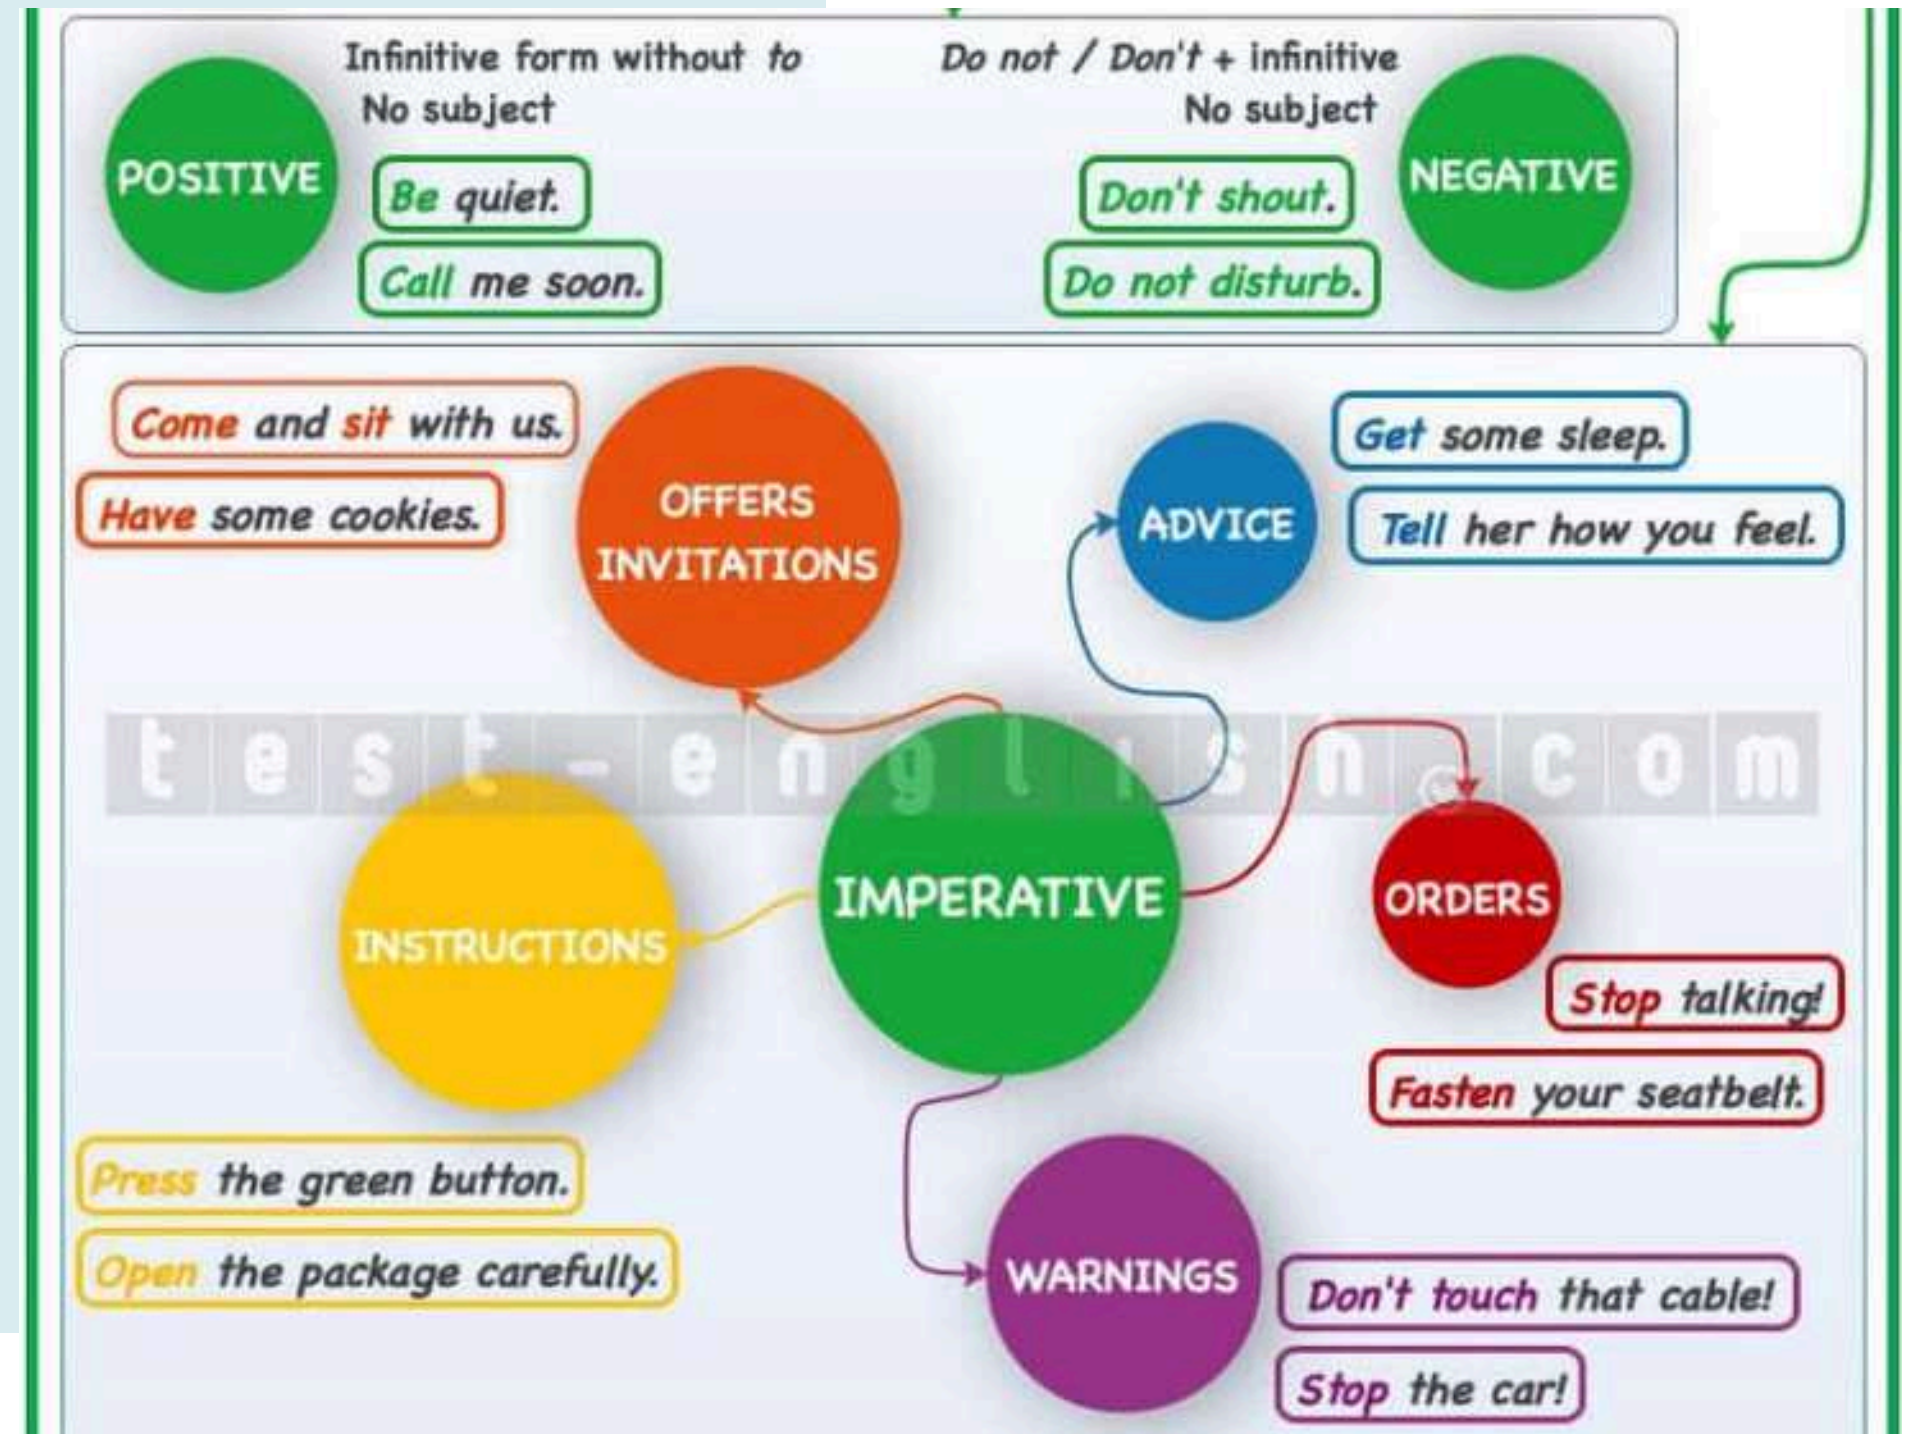 Infinitive form without to
No subject
POSITIVE
Be quiet.
Call me soon.
Do not / Don't + infinitive
No subject
NEGATIVE
Don't shout.
Do not disturb.
Come and sit with us.
Have some cookies.
OFFERS
INVITATIONS
ADVICE
Get some sleep.
Tell her how you feel.
test-english.com
IMPERATIVE
INSTRUCTIONS
Press the green button.
Open the package carefully.
ORDERS
Stop talking!
Fasten your seatbelt.
WARNINGS
Don't touch that cable!
Stop the car!